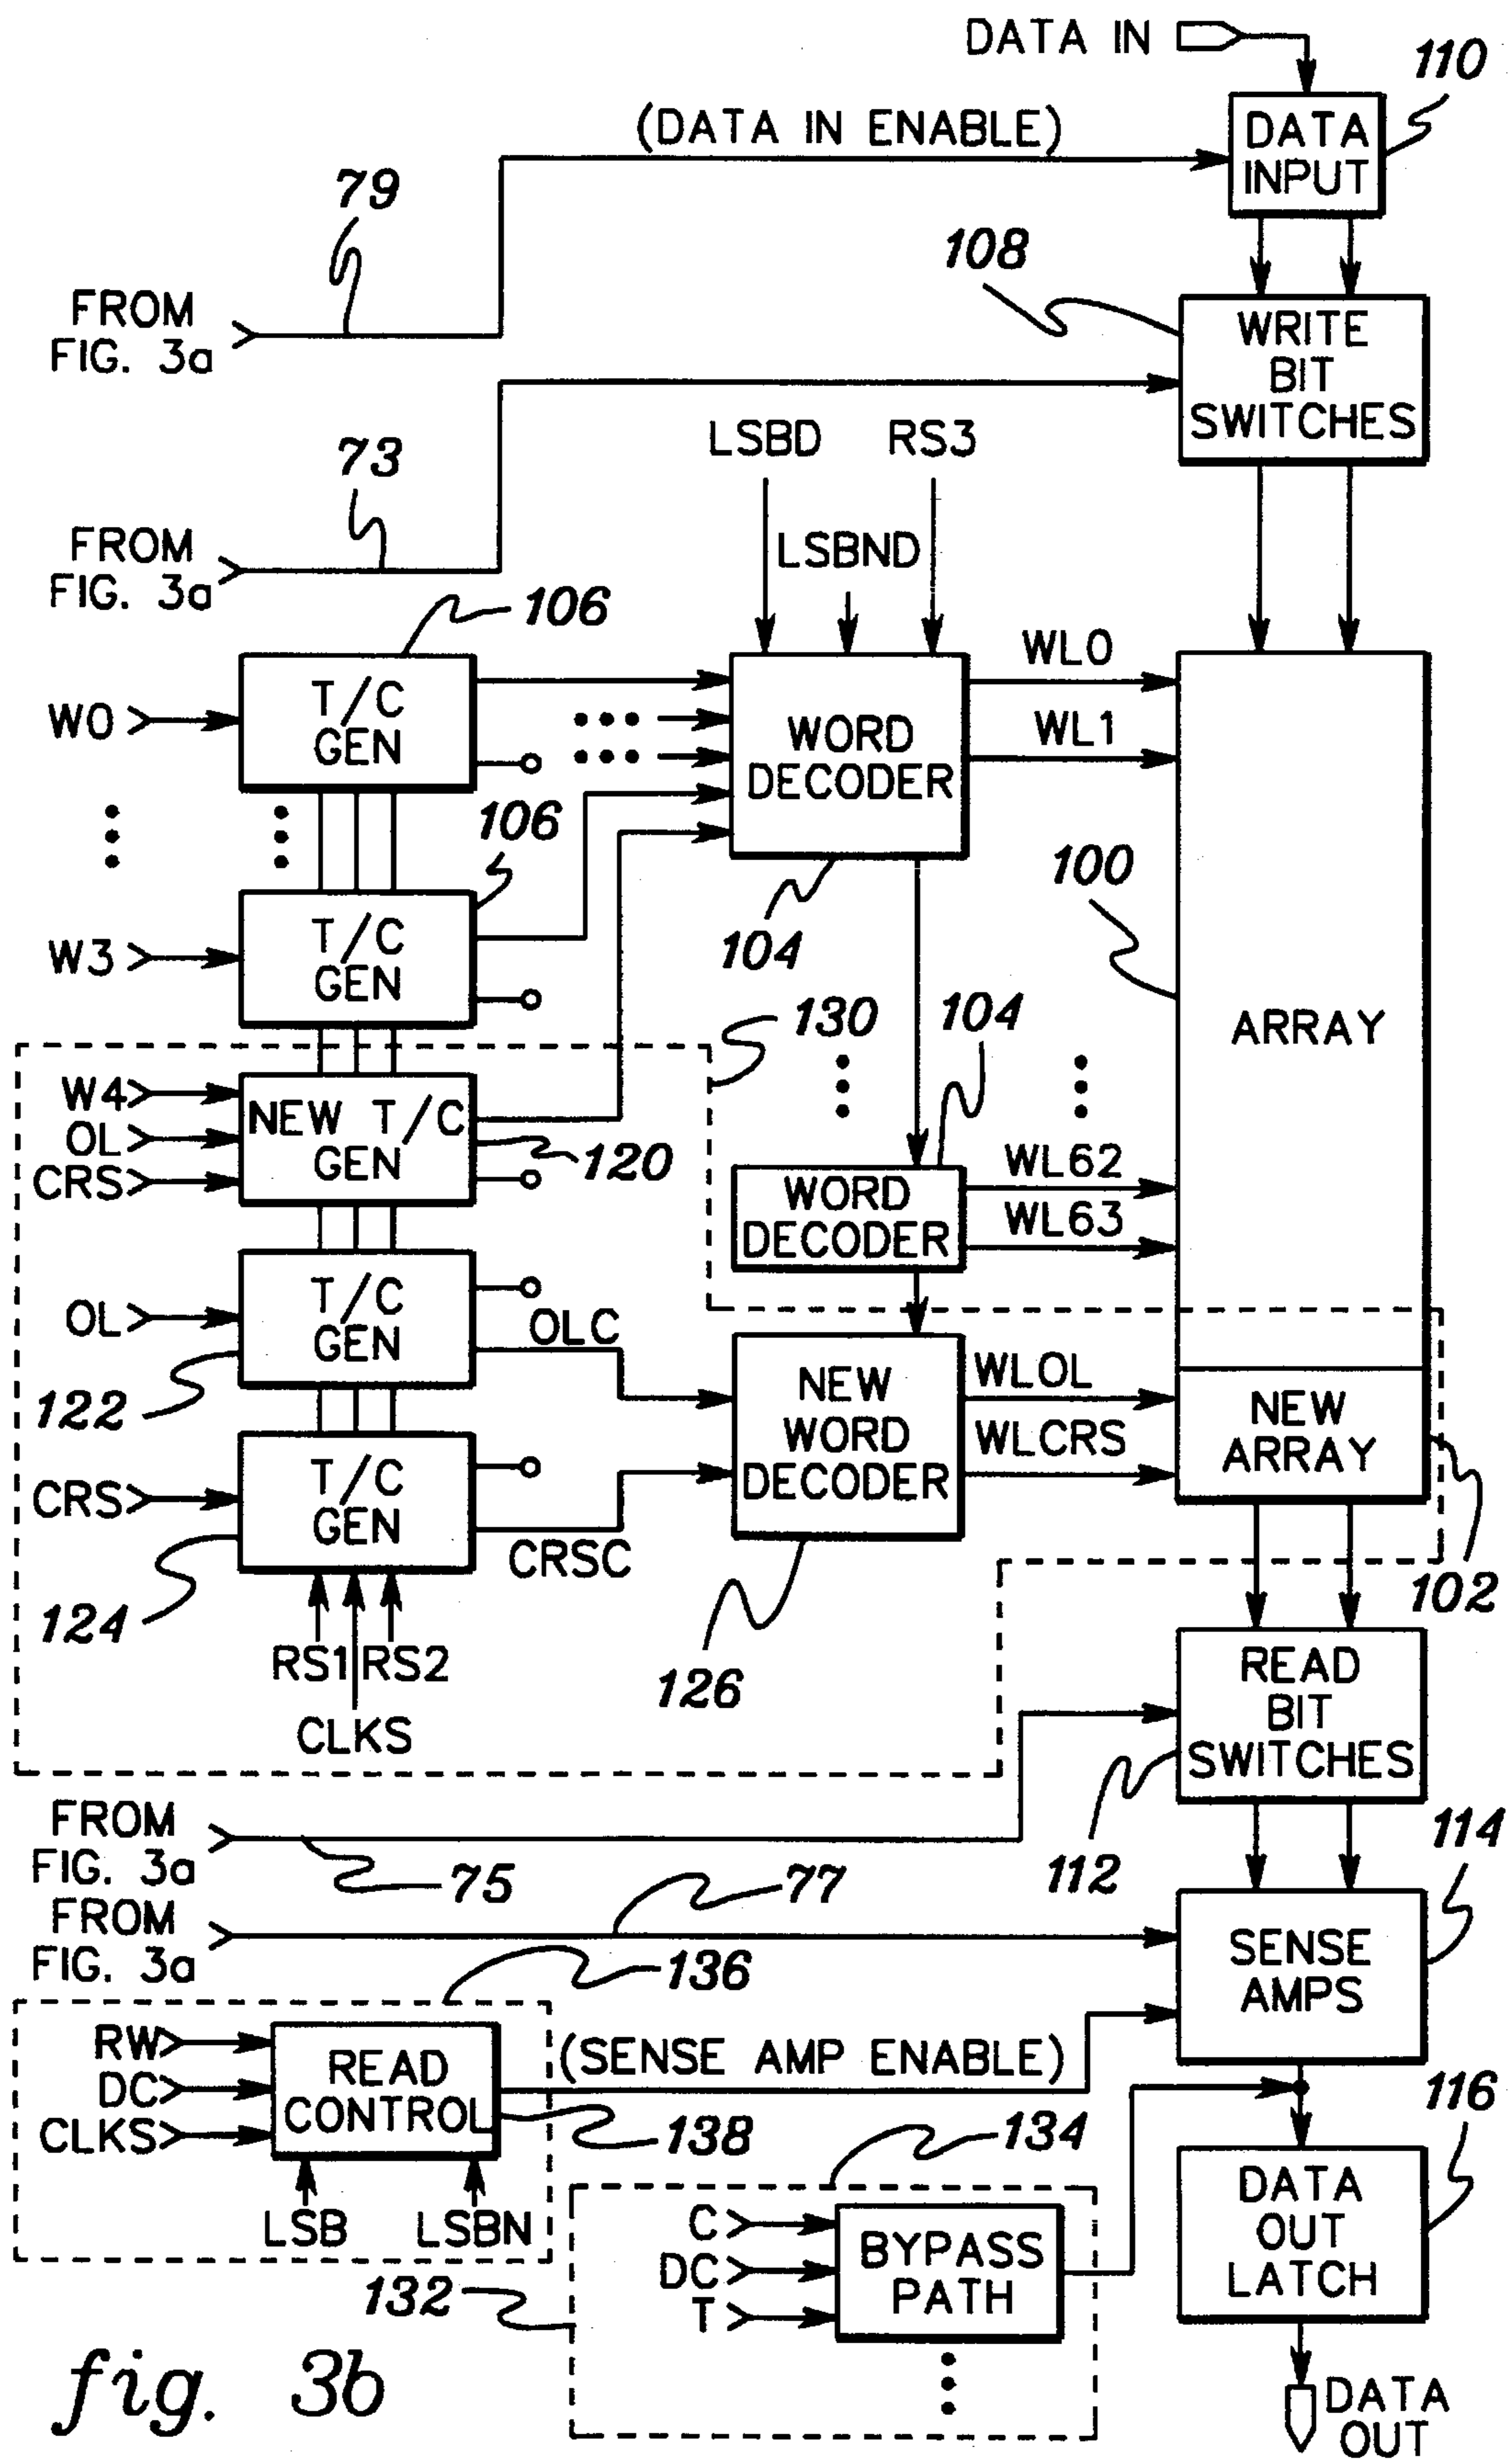 DATA IN
110
(DATA IN ENABLE)
DATA
INPUT
79
108
FROM
FIG. 3a
WRITE
BIT
SWITCHES
LSBD
RS3
73
FROM
FIG. 3a
LSBND
106
W0
T/C
GEN
WORD
DECODER
WL0
WL1
106
100
W3
T/C
GEN
104
130
104
ARRAY
W4
OL
CRS
NEW T/C
GEN
120
WORD
DECODER
WL62
WL63
OL
T/C
GEN
OLC
122
NEW
WORD
DECODER
WLOL
WLCRS
NEW
ARRAY
CRS
T/C
GEN
CRSC
102
124
RS1
RS2
CLKS
126
READ
BIT
SWITCHES
FROM
FIG. 3a
75
112
114
77
FROM
FIG. 3a
SENSE
AMPS
136
RW
DC
CLKS
READ
CONTROL
(SENSE AMP ENABLE)
138
134
116
LSB
LSBN
C
DC
T
BYPASS
PATH
DATA
OUT
LATCH
132
fig. 3b
DATA
OUT